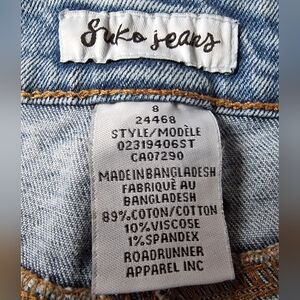 Suko jeans
8
24468
STYLE/MODÈLE
02319406ST
CA07290
MADE IN BANGLADESH
FABRIQUÉ AU
BANGLADESH
89% COTON/COTTON
10% VISCOSE
1% SPANDEX
ROADRUNNER
APPAREL INC